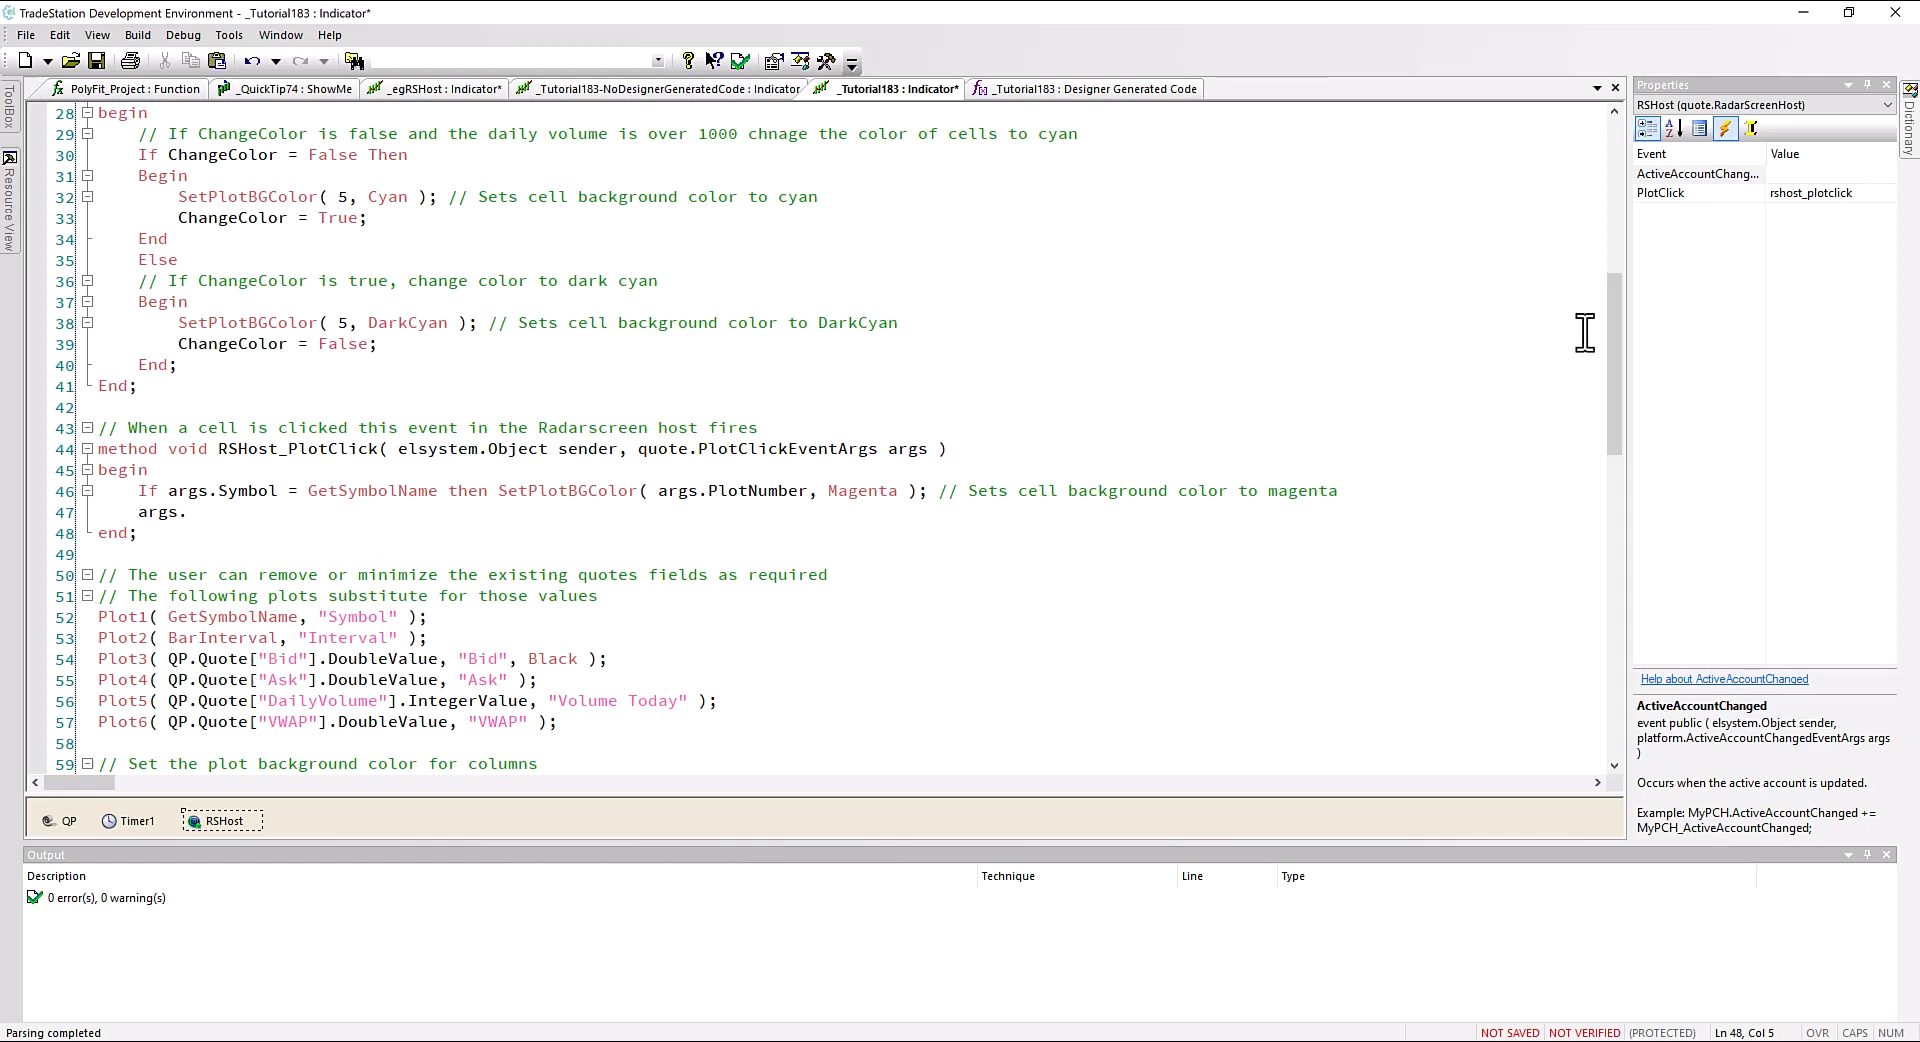 TradeStation Development Environment - _Tutorial183 : Indicator*
File Edit View Build Debug Tools Window Help
PolyFit_Project : Function _QuickTip74 : ShowMe _egRSHost : Indicator* _Tutorial183-NoDesignerGeneratedCode : Indicator _Tutorial183 : Indicator* _Tutorial183 : Designer Generated Code
ToolBox
Resource View
28 begin
29 // If ChangeColor is false and the daily volume is over 1000 chnage the color of cells to cyan
30 If ChangeColor = False Then
31 Begin
32 SetPlotBGColor( 5, Cyan ); // Sets cell background color to cyan
33 ChangeColor = True;
34 End
35 Else
36 // If ChangeColor is true, change color to dark cyan
37 Begin
38 SetPlotBGColor( 5, DarkCyan ); // Sets cell background color to DarkCyan
39 ChangeColor = False;
40 End;
41 End;
42
43 // When a cell is clicked this event in the Radarscreen host fires
44 method void RSHost_PlotClick( elsystem.Object sender, quote.PlotClickEventArgs args )
45 begin
46 If args.Symbol = GetSymbolName then SetPlotBGColor( args.PlotNumber, Magenta ); // Sets cell background color to magenta
47 args.
48 end;
49
50 // The user can remove or minimize the existing quotes fields as required
51 // The following plots substitute for those values
52 Plot1( GetSymbolName, "Symbol" );
53 Plot2( BarInterval, "Interval" );
54 Plot3( QP.Quote["Bid"].DoubleValue, "Bid", Black );
55 Plot4( QP.Quote["Ask"].DoubleValue, "Ask" );
56 Plot5( QP.Quote["DailyVolume"].IntegerValue, "Volume Today" );
57 Plot6( QP.Quote["VWAP"].DoubleValue, "VWAP" );
58
59 // Set the plot background color for columns
QP Timer1 RSHost
Properties
RSHost (quote.RadarScreenHost)
Event Value
ActiveAccountChang...
PlotClick rshost_plotclick
Help about ActiveAccountChanged
ActiveAccountChanged
event public ( elsystem.Object sender,
platform.ActiveAccountChangedEventArgs args
)
Occurs when the active account is updated.
Example: MyPCH.ActiveAccountChanged +=
MyPCH_ActiveAccountChanged;
Dictionary
Output
Description Technique Line Type
0 error(s), 0 warning(s)
Parsing completed
NOT SAVED NOT VERIFIED (PROTECTED) Ln 48, Col 5 OVR CAPS NUM